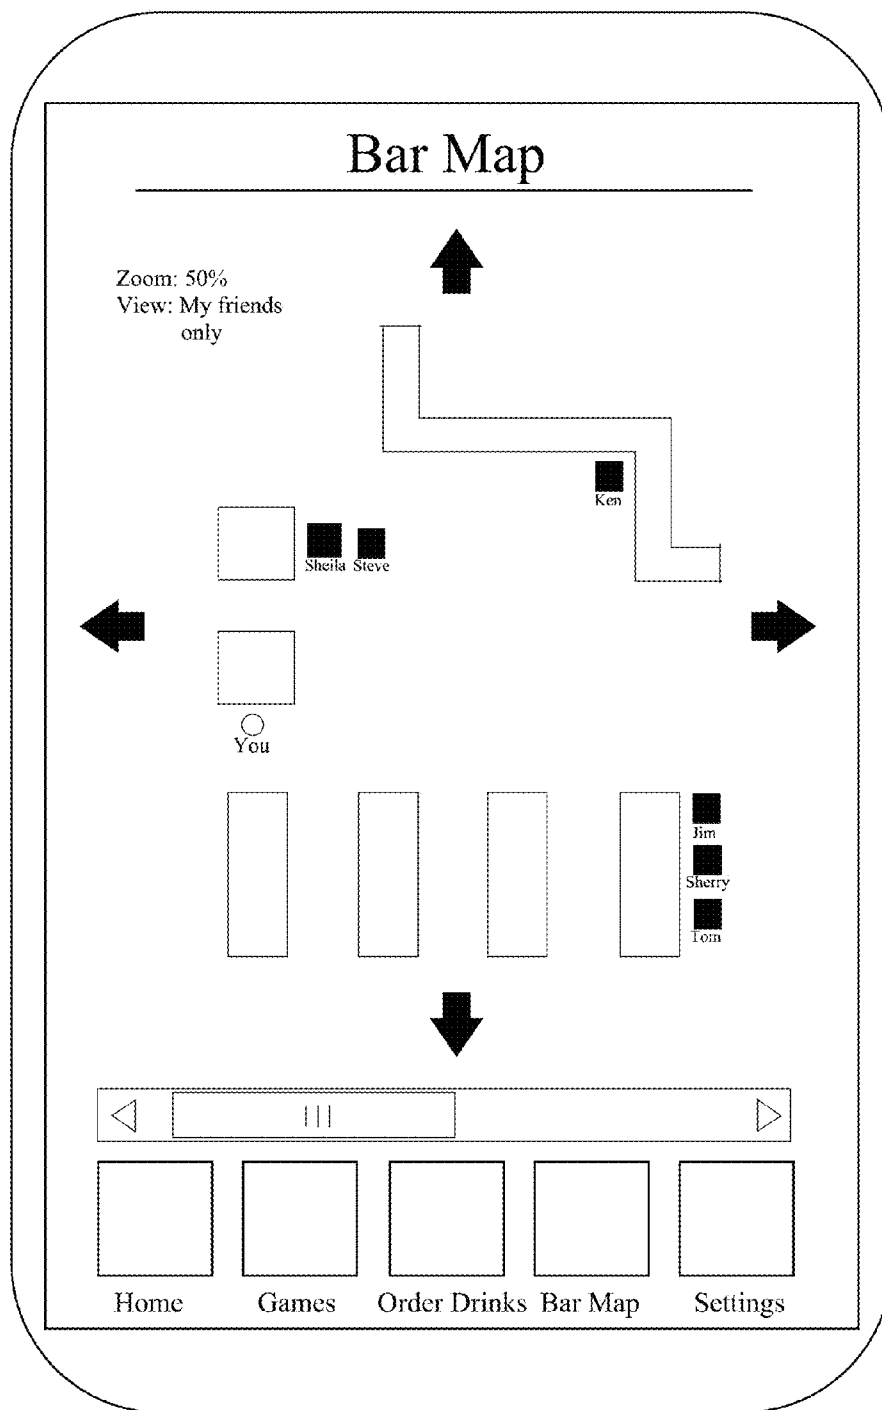 Bar Map
Zoom: 50%
View: My friends
only
Ken
Sheila Steve
You
Jim
Sherry
Tom
Home Games Order Drinks Bar Map Settings